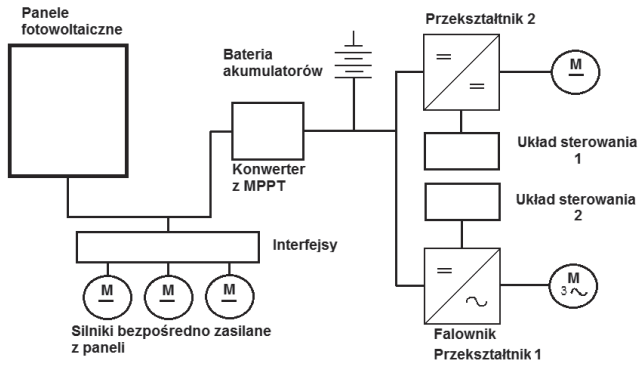 Panele
fotowoltaiczne
Przekształtnik 2
Bateria
akumulatorów
M
Układ sterowania
1
Konwerter
z MPPT
Układ sterowania
2
Interfejsy
M
M
M
M
3
Silniki bezpośredno zasilane
z paneli
Falownik
Przekształtnik 1